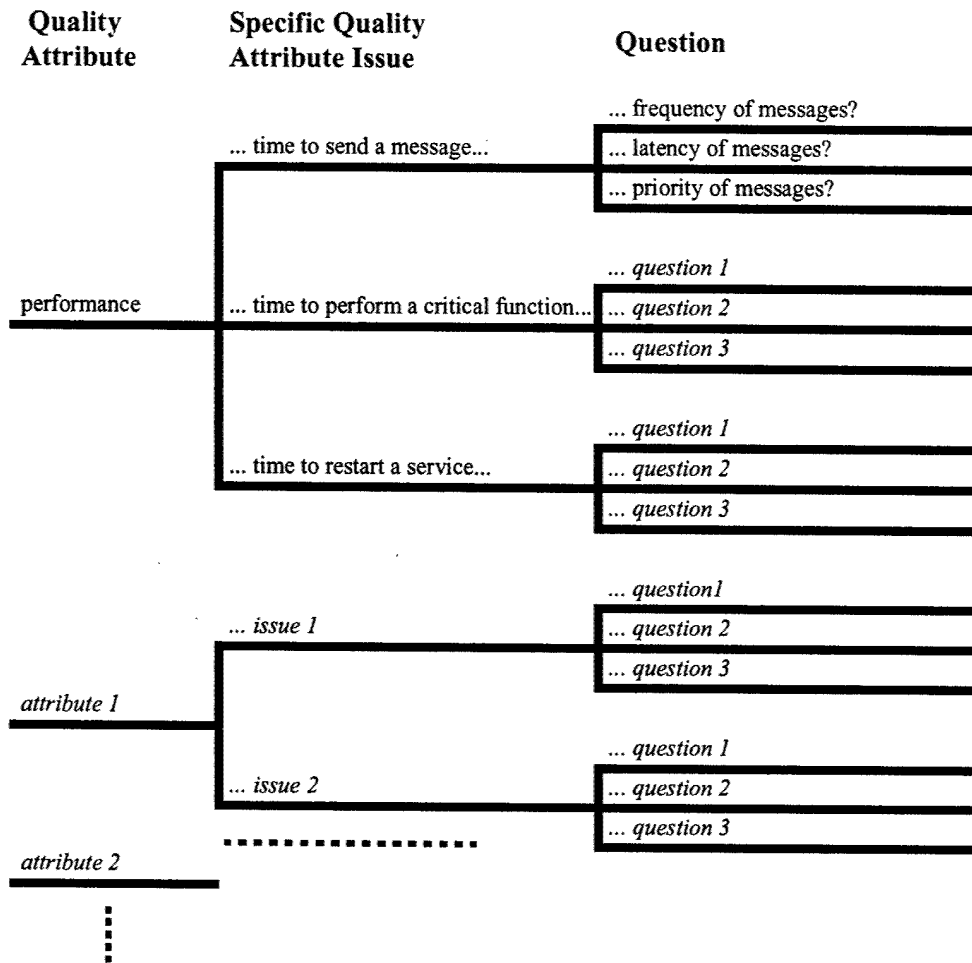 Quality
Attribute
Specific Quality
Attribute Issue
Question
... frequency of messages?
... time to send a message...
... latency of messages?
... priority of messages?
... question 1
performance
... time to perform a critical function...
... question 2
... question 3
... question 1
... time to restart a service...
... question 2
... question 3
... question1
... issue 1
... question 2
... question 3
attribute 1
... question 1
... issue 2
... question 2
... question 3
attribute 2